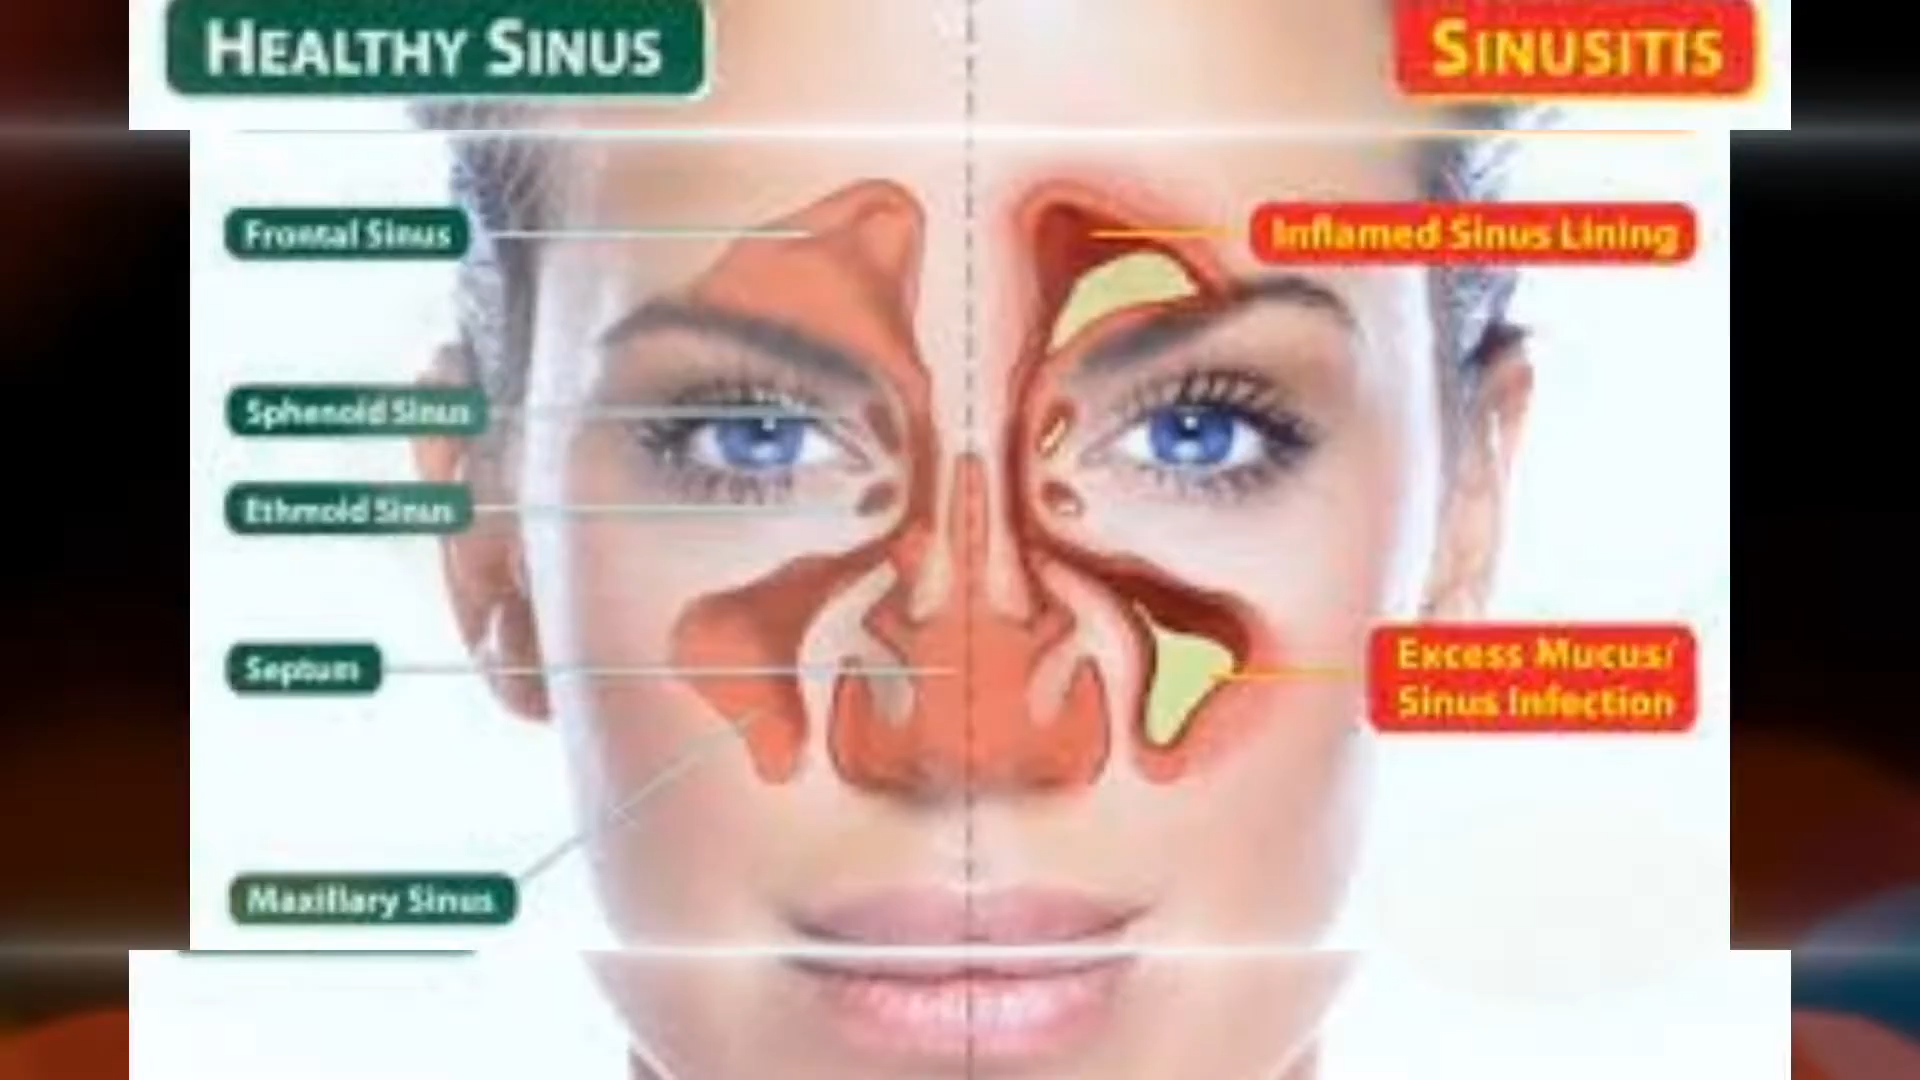 HEALTHY SINUS
SINUSITIS
Frontal Sinus
Inflamed Sinus Lining
Sphenoid Sinus
Ethmoid Sinus
Septum
Excess Mucus/
Sinus Infection
Maxillary Sinus